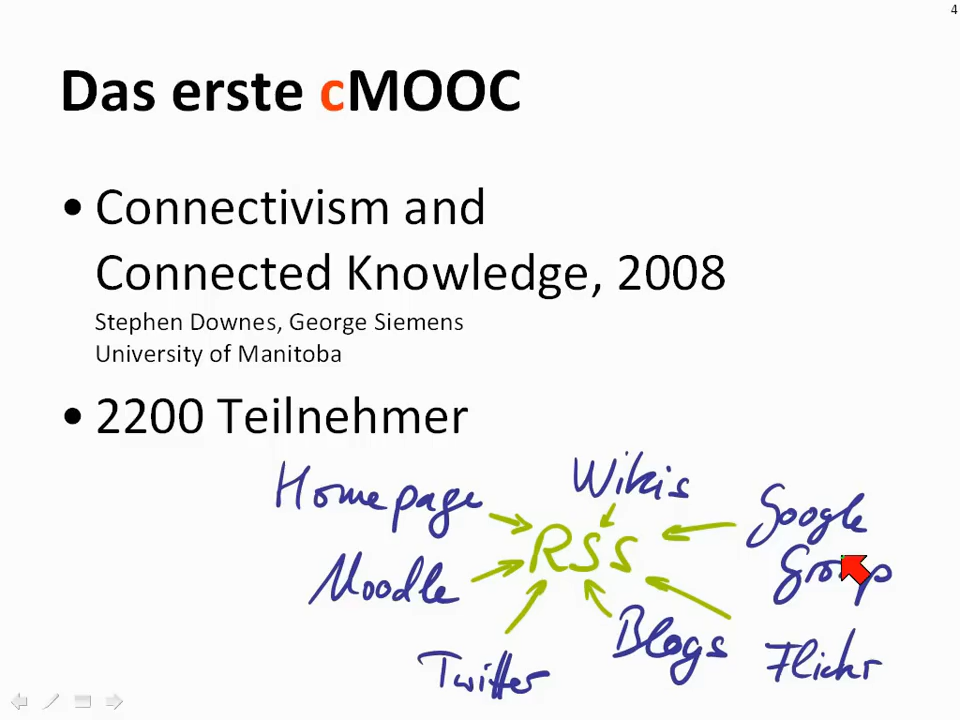 4
Das erste cMOOC
• Connectivism and
Connected Knowledge, 2008
Stephen Downes, George Siemens
University of Manitoba
• 2200 Teilnehmer
Homepage
Wikis
Google
Group
RSS
Moodle
Twitter
Blogs
Flickr